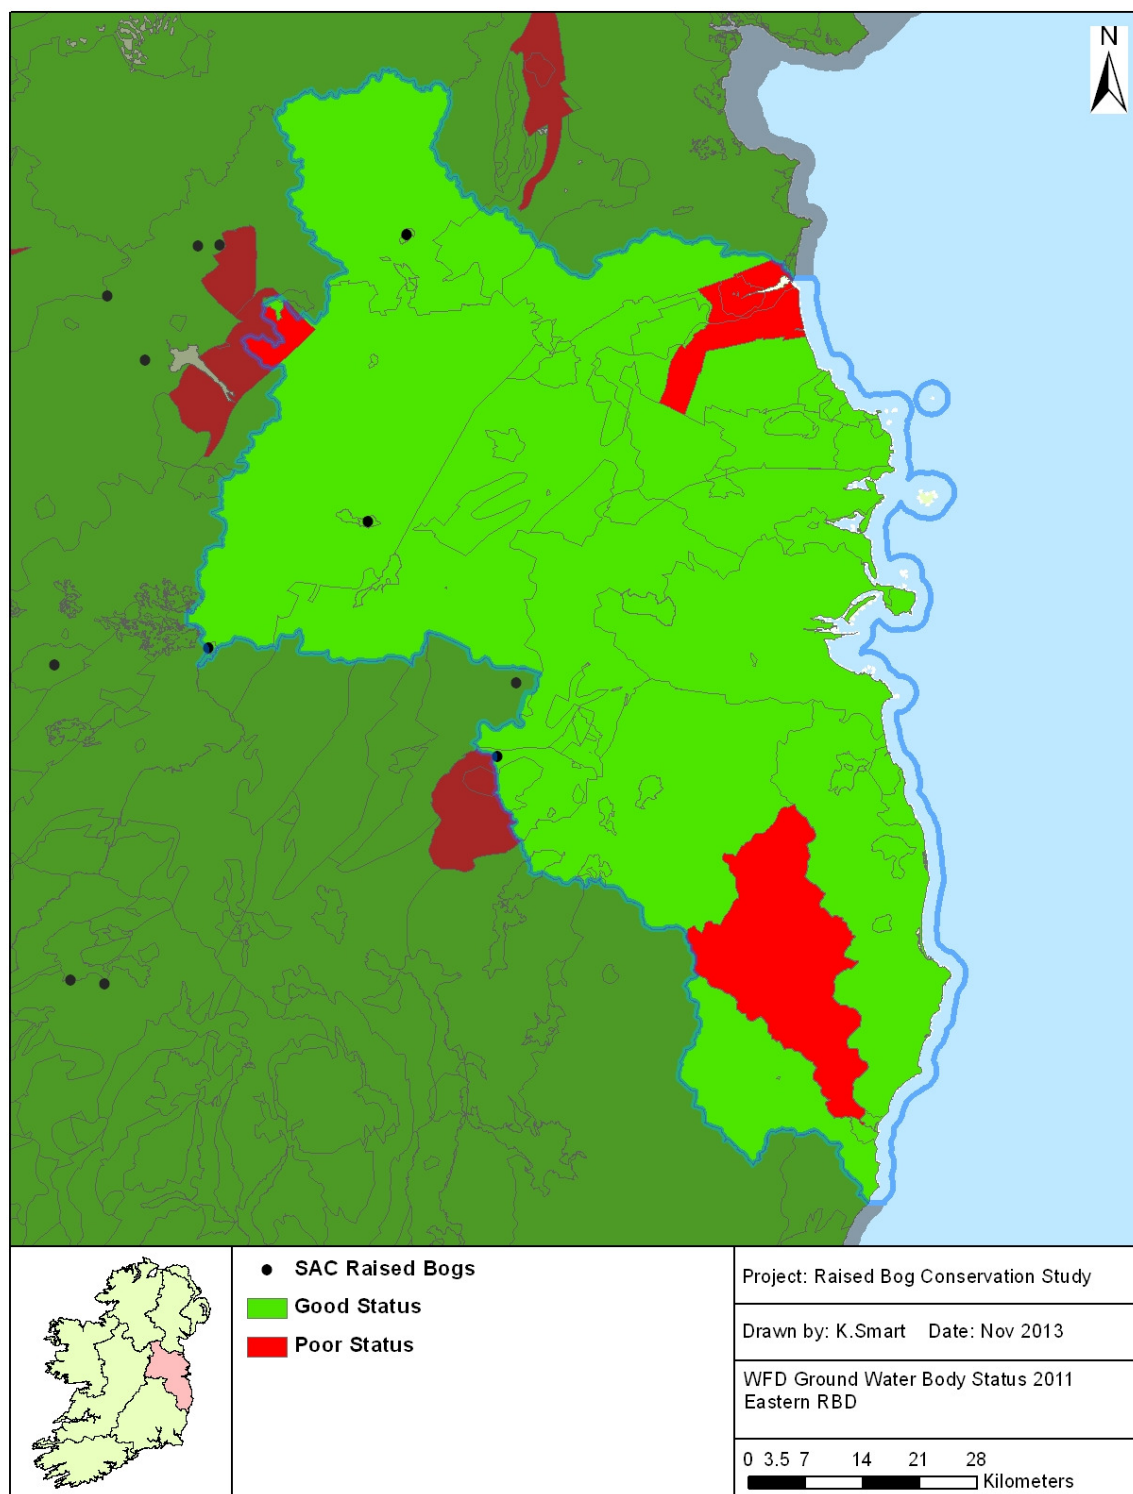 N
SAC Raised Bogs
Good Status
Poor Status
Project: Raised Bog Conservation Study
Drawn by: K.Smart Date: Nov 2013
WFD Ground Water Body Status 2011
Eastern RBD
0 3.5 7 14 21 28
Kilometers